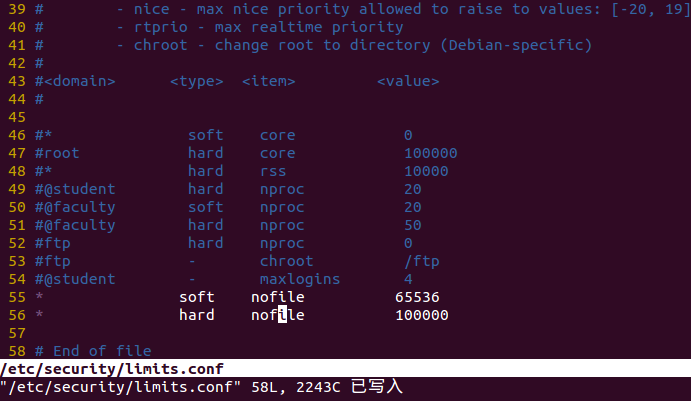 39 #        - nice - max nice priority allowed to raise to values: [-20, 19]
40 #        - rtprio - max realtime priority
41 #        - chroot - change root to directory (Debian-specific)
42 #
43 #<domain>      <type>  <item>         <value>
44 #
45
46 #*               soft    core            0
47 #root            hard    core            100000
48 #*               hard    rss             10000
49 #@student        hard    nproc           20
50 #@faculty        soft    nproc           20
51 #@faculty        hard    nproc           50
52 #ftp             hard    nproc           0
53 #ftp             -       chroot          /ftp
54 #@student        -       maxlogins       4
55 *               soft    nofile          65536
56 *               hard    nofile          100000
57
58 # End of file
/etc/security/limits.conf
"/etc/security/limits.conf" 58L, 2243C 已写入